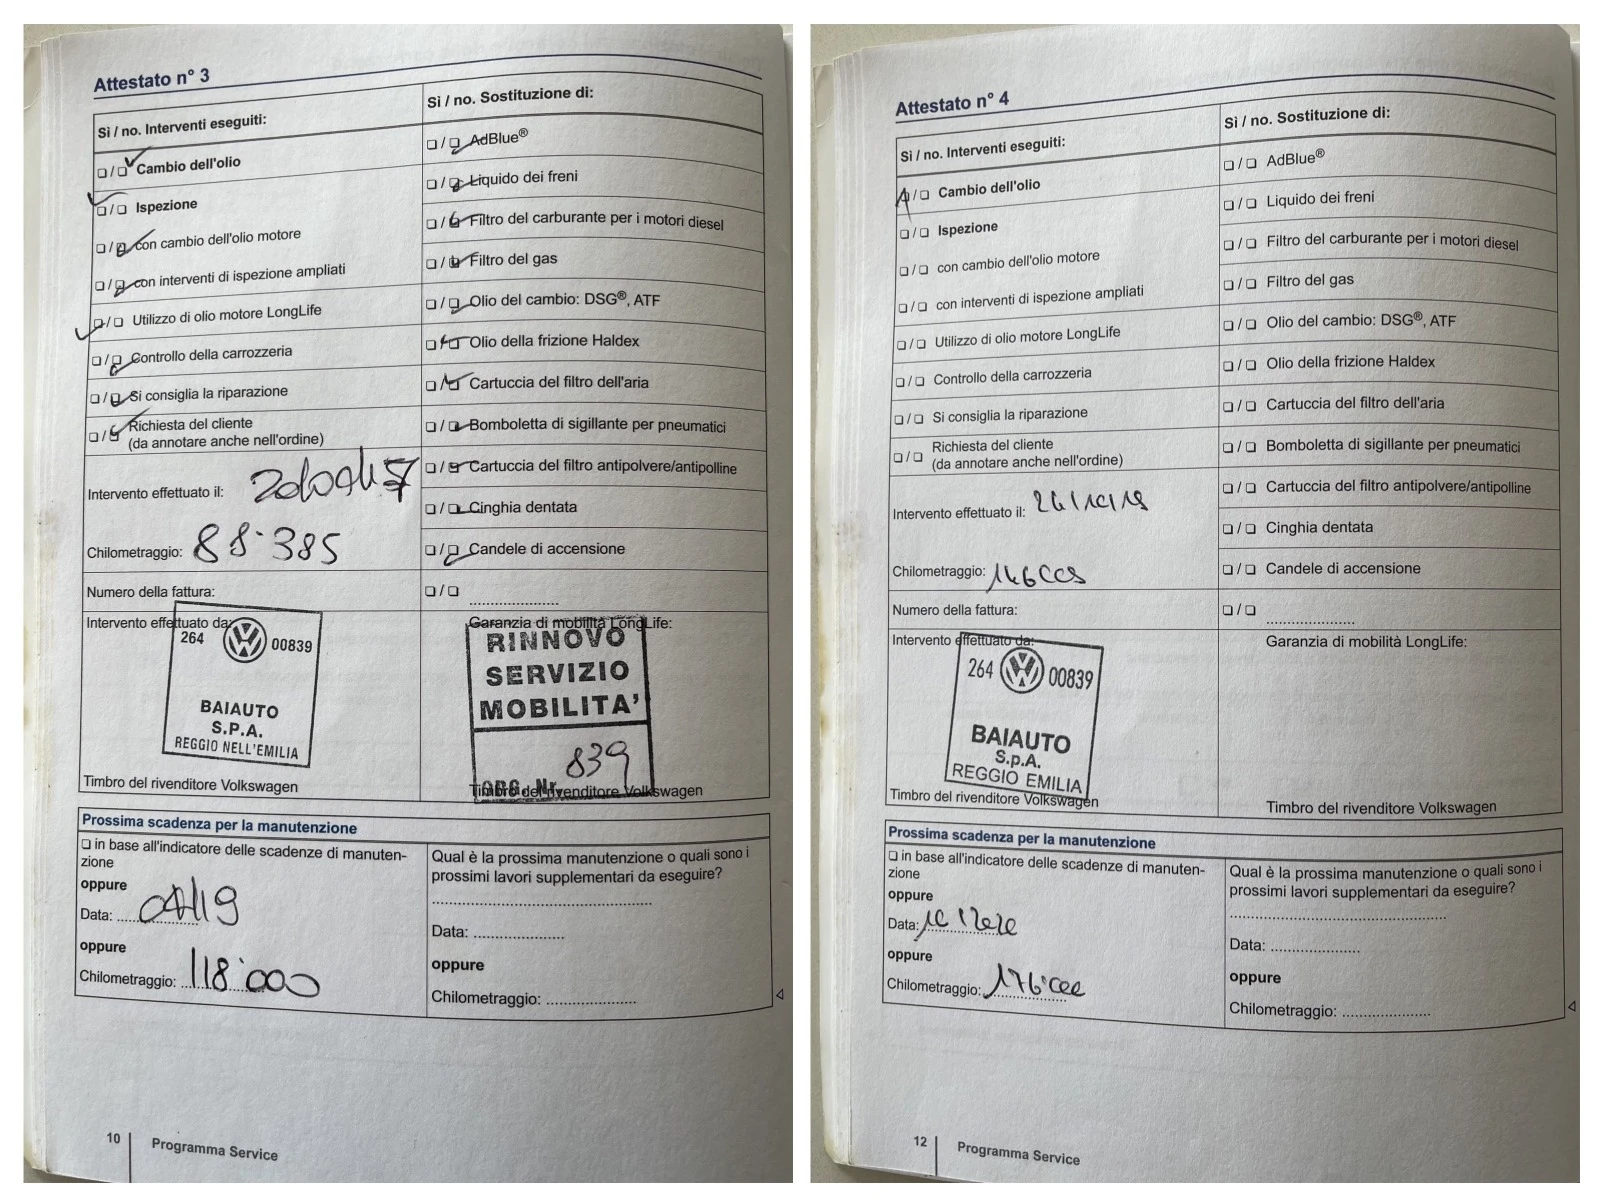 Attestato n° 3
Sì / no. Interventi eseguiti:
❏ / ❏ Cambio dell'olio
❏ / ❏ Ispezione
❏ / ❏ con cambio dell'olio motore
❏ / ❏ con interventi di ispezione ampliati
❏ / ❏ Utilizzo di olio motore LongLife
❏ / ❏ Controllo della carrozzeria
❏ / ❏ Si consiglia la riparazione
❏ / ❏ Richiesta del cliente
(da annotare anche nell'ordine)
Intervento effettuato il:
Chilometraggio: 88.385
Numero della fattura:
Intervento effettuato da:
264 00839
BAIAUTO
S.P.A.
REGGIO NELL'EMILIA
Timbro del rivenditore Volkswagen
Sì / no. Sostituzione di:
❏ / ❏ AdBlue®
❏ / ❏ Liquido dei freni
❏ / ❏ Filtro del carburante per i motori diesel
❏ / ❏ Filtro del gas
❏ / ❏ Olio del cambio: DSG®, ATF
❏ / ❏ Olio della frizione Haldex
❏ / ❏ Cartuccia del filtro dell'aria
❏ / ❏ Bomboletta di sigillante per pneumatici
❏ / ❏ Cartuccia del filtro antipolvere/antipolline
❏ / ❏ Cinghia dentata
❏ / ❏ Candele di accensione
❏ / ❏ ....................
Garanzia di mobilità LongLife:
RINNOVO
SERVIZIO
MOBILITA'
839
ORG. Nr.
Timbro del rivenditore Volkswagen
Prossima scadenza per la manutenzione
❏ in base all'indicatore delle scadenze di manuten-
zione
oppure
Data:
oppure
Chilometraggio: 118.000
Qual è la prossima manutenzione o quali sono i
prossimi lavori supplementari da eseguire?
Data: ....................
oppure
Chilometraggio: ....................
10 Programma Service
Attestato n° 4
Sì / no. Interventi eseguiti:
❏ / ❏ Cambio dell'olio
❏ / ❏ Ispezione
❏ / ❏ con cambio dell'olio motore
❏ / ❏ con interventi di ispezione ampliati
❏ / ❏ Utilizzo di olio motore LongLife
❏ / ❏ Controllo della carrozzeria
❏ / ❏ Si consiglia la riparazione
❏ / ❏ Richiesta del cliente
(da annotare anche nell'ordine)
Intervento effettuato il:
Chilometraggio:
Numero della fattura:
Intervento effettuato da:
264 00839
BAIAUTO
S.p.A.
REGGIO EMILIA
Timbro del rivenditore Volkswagen
Sì / no. Sostituzione di:
❏ / ❏ AdBlue®
❏ / ❏ Liquido dei freni
❏ / ❏ Filtro del carburante per i motori diesel
❏ / ❏ Filtro del gas
❏ / ❏ Olio del cambio: DSG®, ATF
❏ / ❏ Olio della frizione Haldex
❏ / ❏ Cartuccia del filtro dell'aria
❏ / ❏ Bomboletta di sigillante per pneumatici
❏ / ❏ Cartuccia del filtro antipolvere/antipolline
❏ / ❏ Cinghia dentata
❏ / ❏ Candele di accensione
❏ / ❏ ....................
Garanzia di mobilità LongLife:
Timbro del rivenditore Volkswagen
Prossima scadenza per la manutenzione
❏ in base all'indicatore delle scadenze di manuten-
zione
oppure
Data:
oppure
Chilometraggio: 176.000
Qual è la prossima manutenzione o quali sono i
prossimi lavori supplementari da eseguire?
Data: ....................
oppure
Chilometraggio: ....................
12 Programma Service